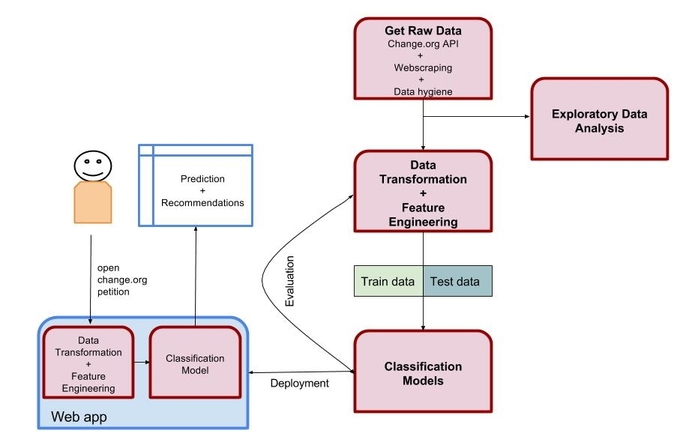 Get Raw Data
Change.org API
+
Webscraping
+
Data hygiene
Exploratory Data
Analysis
Data
Transformation
+
Feature
Engineering
Prediction
+
Recommendations
open
change.org
petition
Evaluation
Train data
Test data
Data
Transformation
+
Feature
Engineering
Classification
Model
Web app
Deployment
Classification
Models